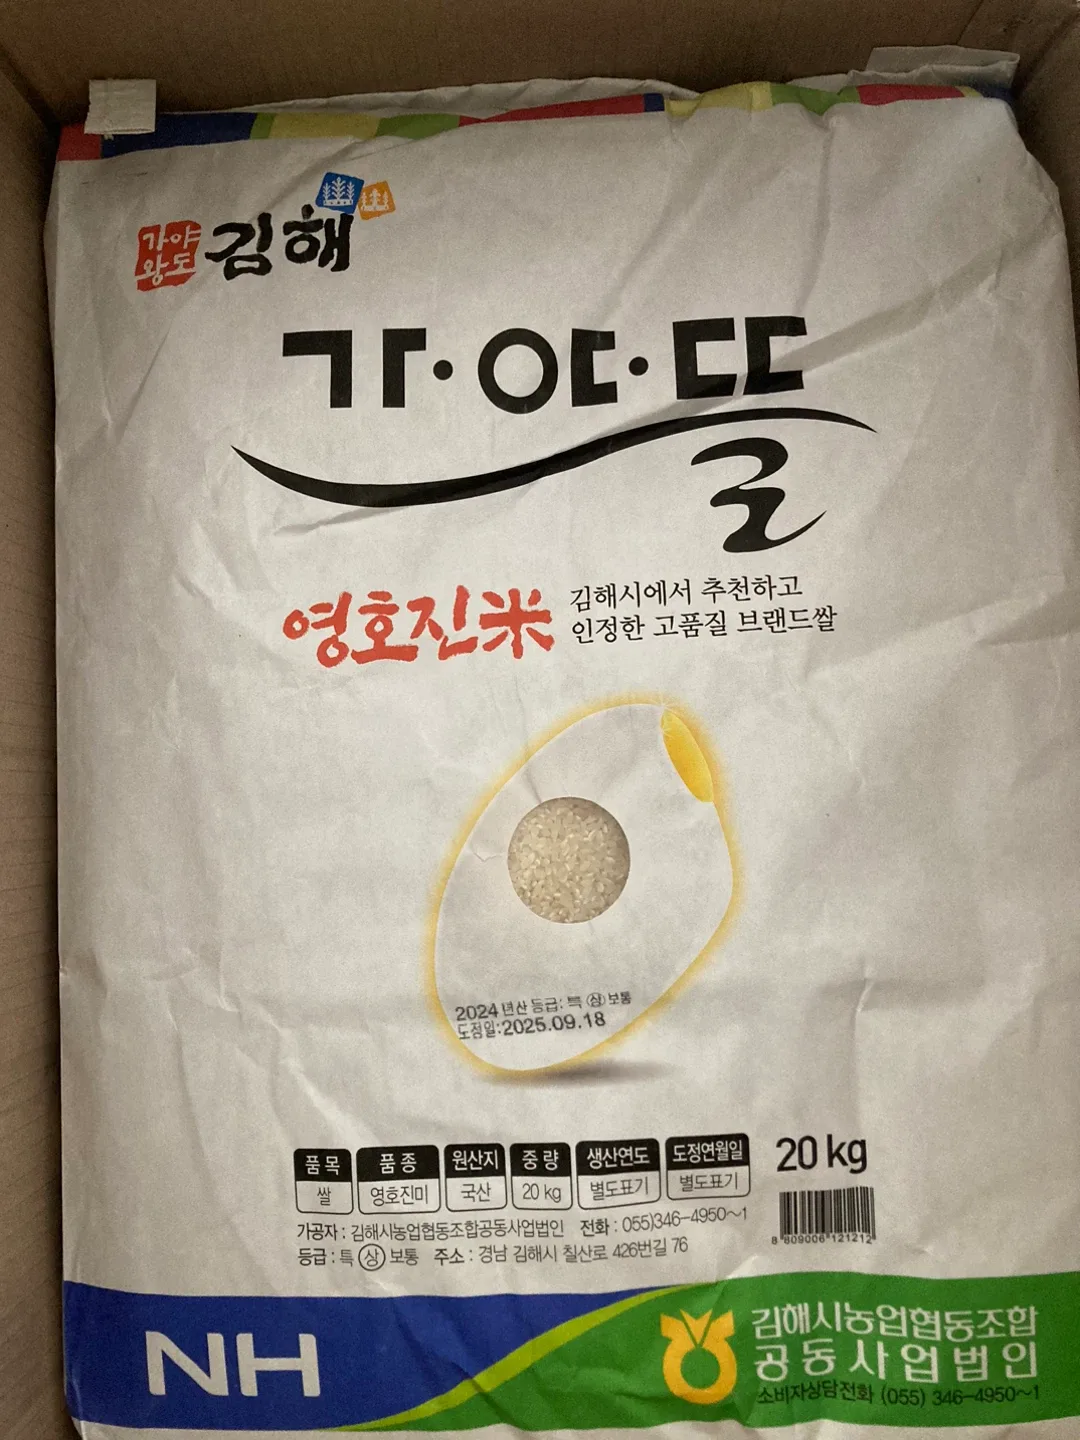 가야
왕도
김해
가·야·뜰
영호진米
김해시에서 추천하고
인정한 고품질 브랜드쌀
2024 년산 등급: 특 ㉦ 보통
도정일:2025.09.18
품 목 품 종 원산지 중 량 생산연도 도정연월일
쌀 영호진미 국산 20 kg 별도표기 별도표기
20 kg
가공자 : 김해시농업협동조합공동사업법인 전화 : 055)346-4950~1
등급 : 특 상 보통 주소 : 경남 김해시 칠산로 426번길 76
8 809006 121212
NH
김해시농업협동조합
공동사업법인
소비자상담전화 (055) 346-4950~1